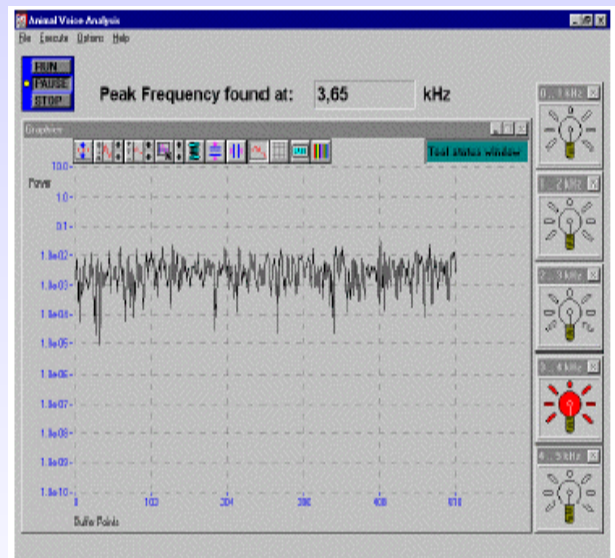 Animal Voice Analysis
File Execute Options Help
RUN
PAUSE
STOP
Peak Frequency found at: 3,65 kHz
0 .. 1 kHz
Graphics
Tool status window
10.0
Power
1.0
0.1
1.0e-02
1.0e-03
1.0e-04
1.0e-05
1.0e-06
1.0e-07
1.0e-08
1.0e-09
1.0e-10
0 102 204 306 408 510
Buffer Points
1 .. 2 kHz
2 .. 3 kHz
3 .. 4 kHz
4 .. 5 kHz